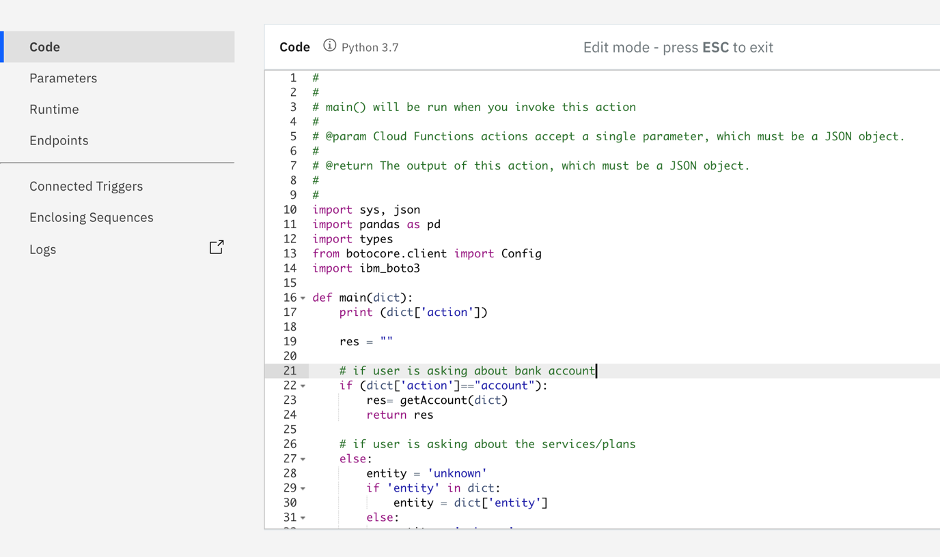 Code
Parameters
Runtime
Endpoints
Connected Triggers
Enclosing Sequences
Logs
Code Python 3.7 Edit mode - press ESC to exit
1 #
2 #
3 # main() will be run when you invoke this action
4 #
5 # @param Cloud Functions actions accept a single parameter, which must be a JSON object.
6 #
7 # @return The output of this action, which must be a JSON object.
8 #
9 #
10 import sys, json
11 import pandas as pd
12 import types
13 from botocore.client import Config
14 import ibm_boto3
15
16 def main(dict):
17     print (dict['action'])
18
19     res = ""
20
21     # if user is asking about bank account
22     if (dict['action']=="account"):
23         res= getAccount(dict)
24         return res
25
26     # if user is asking about the services/plans
27     else:
28         entity = 'unknown'
29         if 'entity' in dict:
30             entity = dict['entity']
31         else: